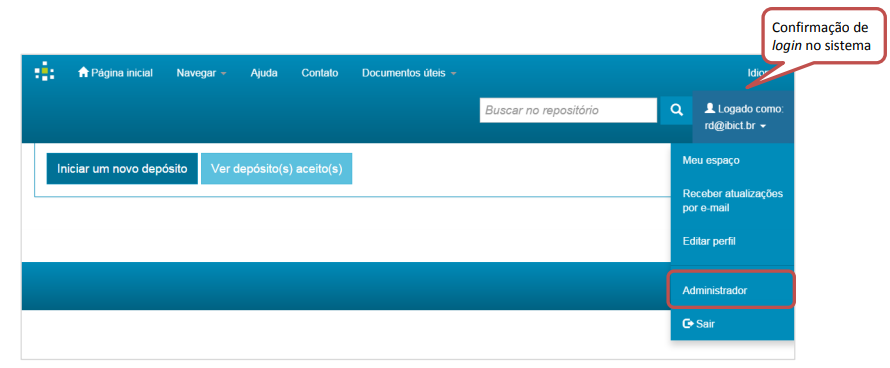 Confirmação de
login no sistema
Página inicial Navegar Ajuda Contato Documentos úteis
Buscar no repositório
Logado como:
rd@ibict.br
Iniciar um novo depósito Ver depósito(s) aceito(s)
Meu espaço
Receber atualizações
por e-mail
Editar perfil
Administrador
Sair